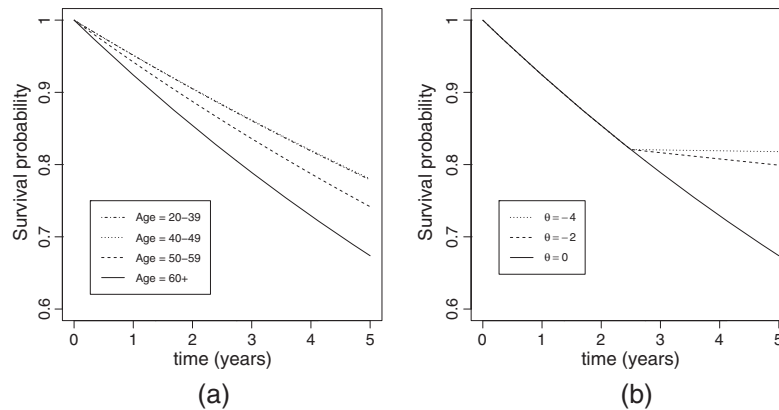 Survival probability
1
0.9
0.8
0.7
0.6
Age = 20−39
Age = 40−49
Age = 50−59
Age = 60+
0 1 2 3 4 5
time (years)
(a)
Survival probability
1
0.9
0.8
0.7
0.6
θ = −4
θ = −2
θ = 0
0 1 2 3 4 5
time (years)
(b)